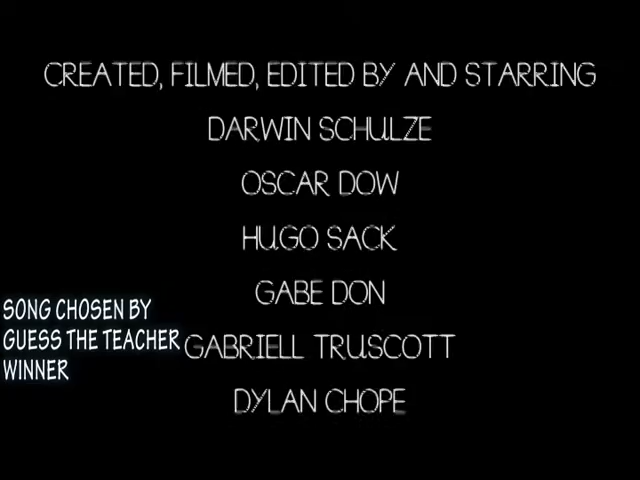 CREATED, FILMED, EDITED BY AND STARRING
DARWIN SCHULZE
OSCAR DOW
HUGO SACK
GABE DON
GABRIELL TRUSCOTT
DYLAN CHOPE
SONG CHOSEN BY
GUESS THE TEACHER
WINNER